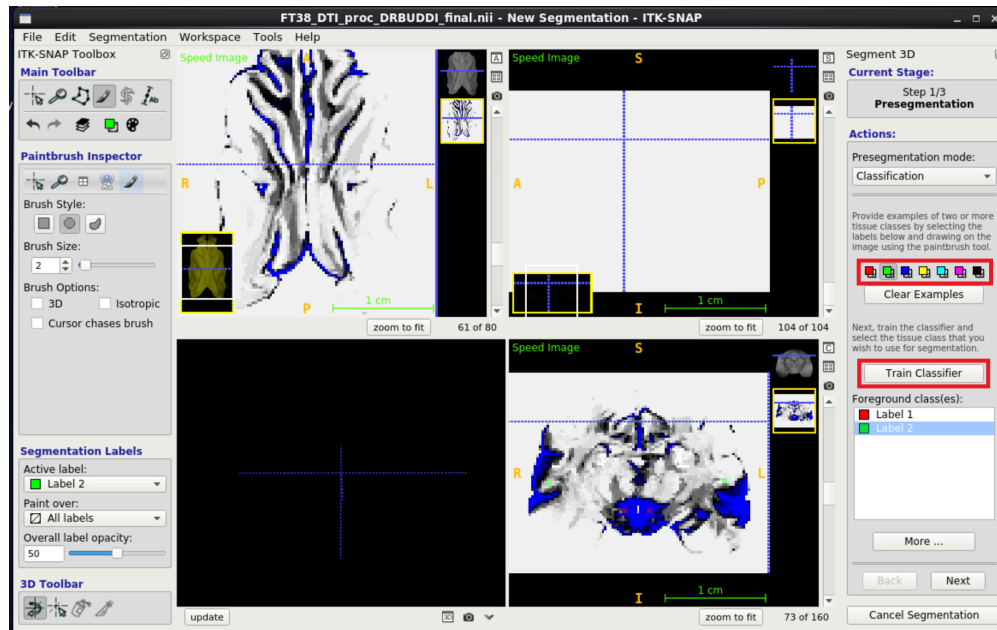 FT38_DTI_proc_DRBUDDI_final.nii - New Segmentation - ITK-SNAP
File Edit Segmentation Workspace Tools Help
ITK-SNAP Toolbox
Main Toolbar
Paintbrush Inspector
Brush Style:
Brush Size:
2
Brush Options:
3D Isotropic
Cursor chases brush
Segmentation Labels
Active label:
Label 2
Paint over:
All labels
Overall label opacity:
50
3D Toolbar
Speed Image
A
R
L
P
1 cm
A
zoom to fit
61 of 80
Speed Image
S
A
P
I
1 cm
S
zoom to fit
104 of 104
update
3D
Speed Image
S
R
L
I
1 cm
C
zoom to fit
73 of 160
Segment 3D
Current Stage:
Step 1/3
Presegmentation
Actions:
Presegmentation mode:
Classification
Provide examples of two or more
tissue classes by selecting the
labels below and drawing on the
image using the paintbrush tool.
Clear Examples
Next, train the classifier and
select the tissue class that you
wish to use for segmentation.
Train Classifier
Foreground class(es):
Label 1
Label 2
More ...
Back Next
Cancel Segmentation